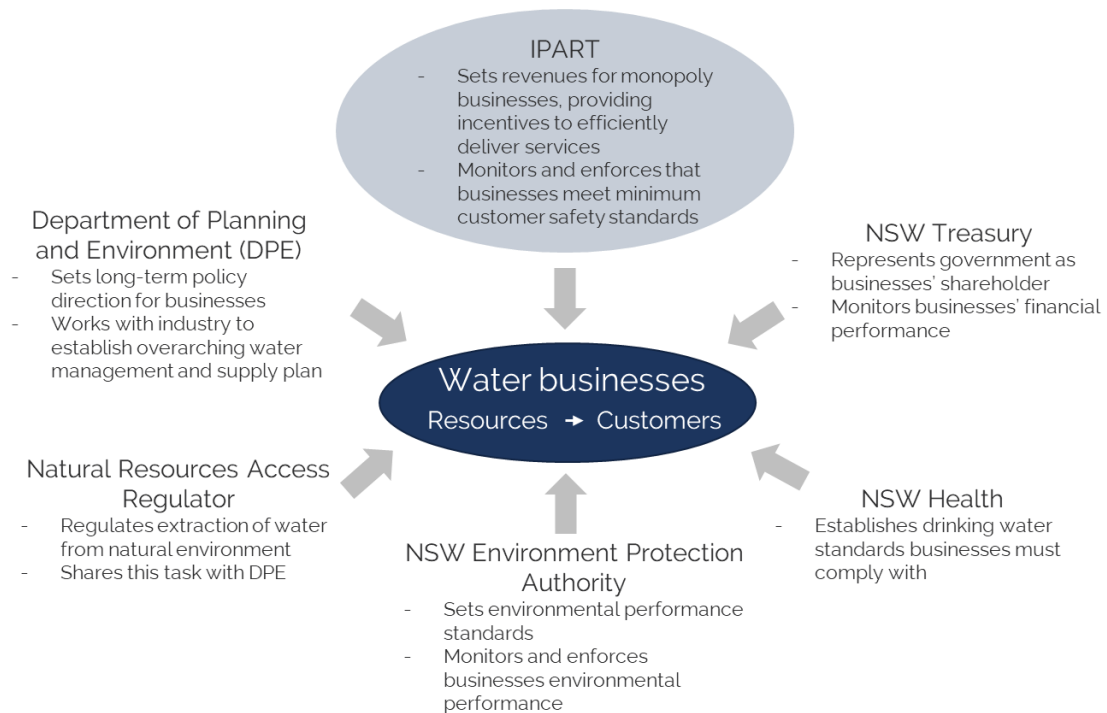 IPART
- Sets revenues for monopoly
businesses, providing
incentives to efficiently
deliver services
- Monitors and enforces that
businesses meet minimum
customer safety standards
Department of Planning
and Environment (DPE)
- Sets long-term policy
direction for businesses
- Works with industry to
establish overarching water
management and supply plan
NSW Treasury
- Represents government as
businesses’ shareholder
- Monitors businesses’ financial
performance
Water businesses
Resources → Customers
Natural Resources Access
Regulator
- Regulates extraction of water
from natural environment
- Shares this task with DPE
NSW Environment Protection
Authority
- Sets environmental performance
standards
- Monitors and enforces
businesses environmental
performance
NSW Health
- Establishes drinking water
standards businesses must
comply with